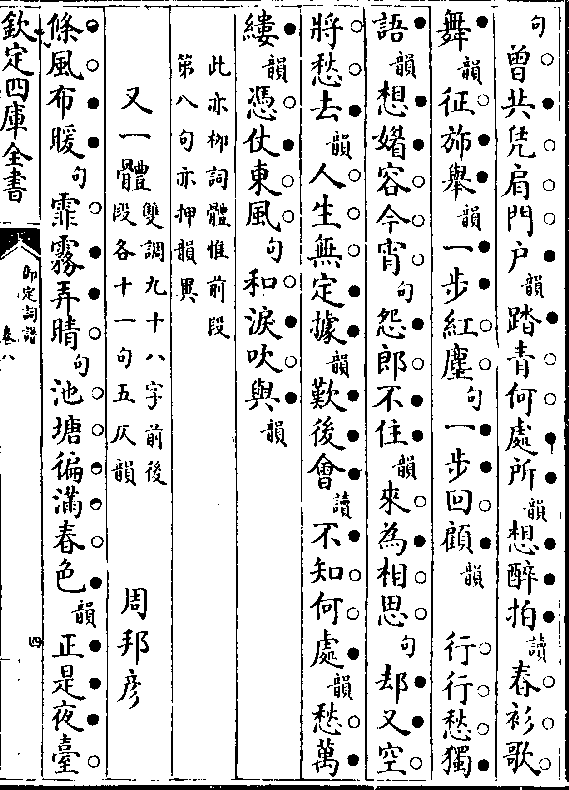 句曾共凭肩門戸韻踏青何處所韻想醉拍讀春衫歌
舞韻征斾舉韻一步紅塵句一步回顧韻 行行愁獨
語韻想媚容今宵句怨郎不住韻來為相思句却又空
將愁去韻人生無定據韻歎後會讀不知何處韻愁萬
縷韻憑仗東風句和淚吹與韻
此亦柳詞體惟前段
第八句亦押韻異
又一體雙調九十八字前後
段各十一句五仄韻 周邦彥
條風布暖句霏霧弄晴句池塘徧滿春色韻正是夜臺
欽定四庫全書
御定詞譜
卷八
四